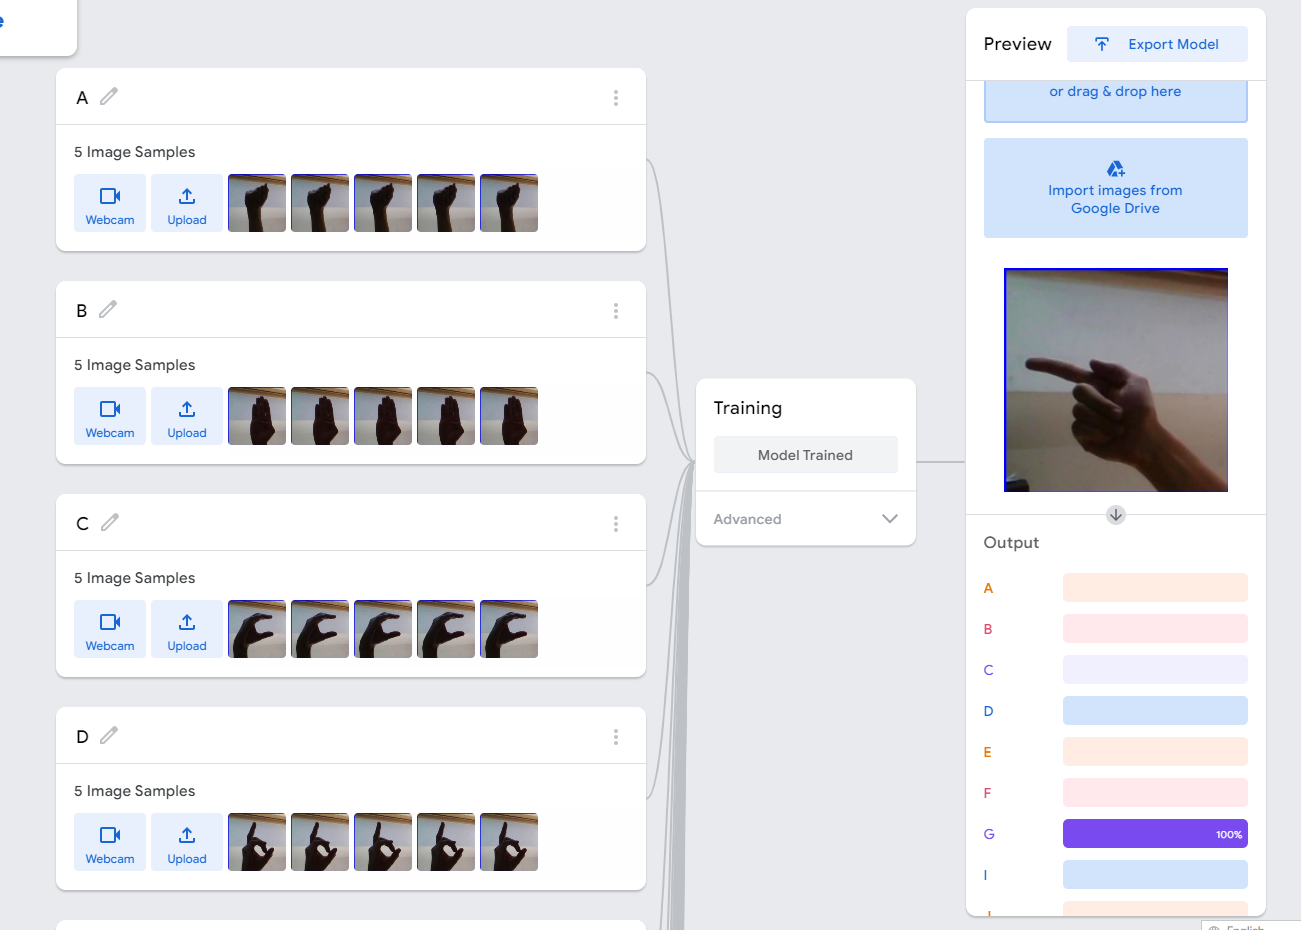 A
5 Image Samples
Webcam
Upload
B
5 Image Samples
Webcam
Upload
C
5 Image Samples
Webcam
Upload
D
5 Image Samples
Webcam
Upload
Training
Model Trained
Advanced
Preview
Export Model
or drag & drop here
Import images from
Google Drive
Output
A
B
C
D
E
F
G 100%
I
J
English